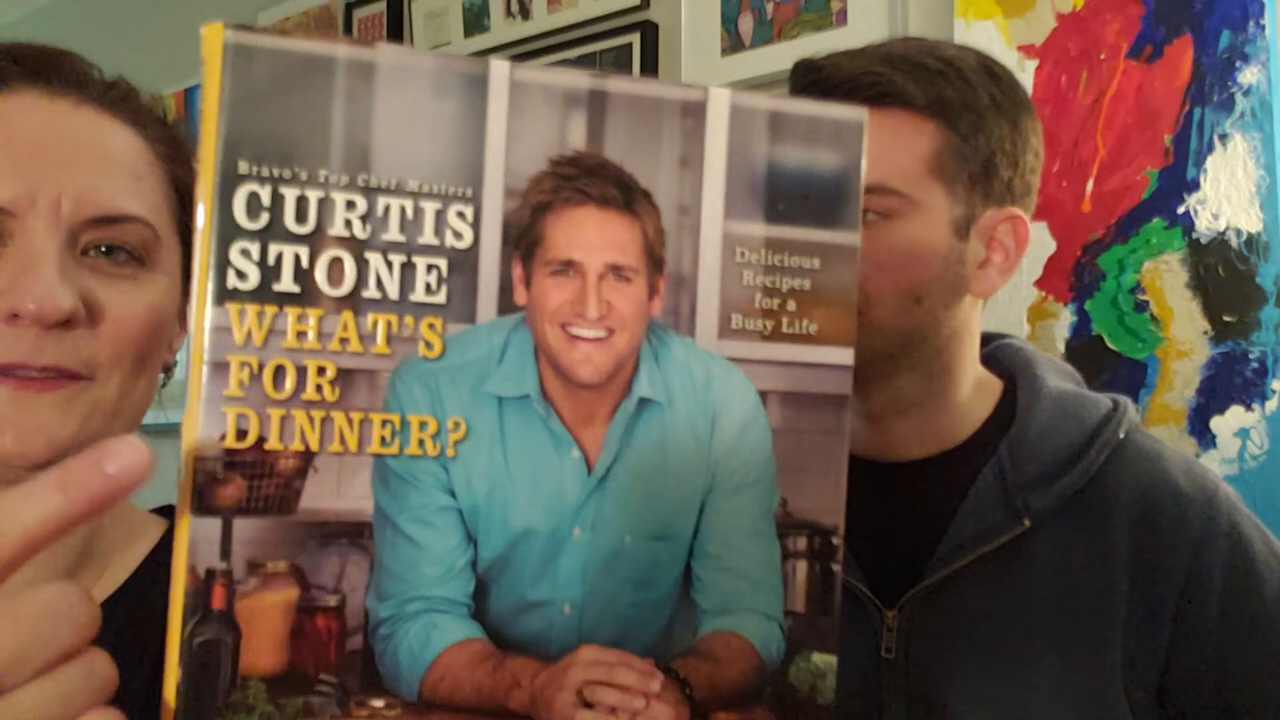 Bravo's Top Chef Masters
CURTIS
STONE
WHAT'S
FOR
DINNER?
Delicious
Recipes
for a
Busy Life